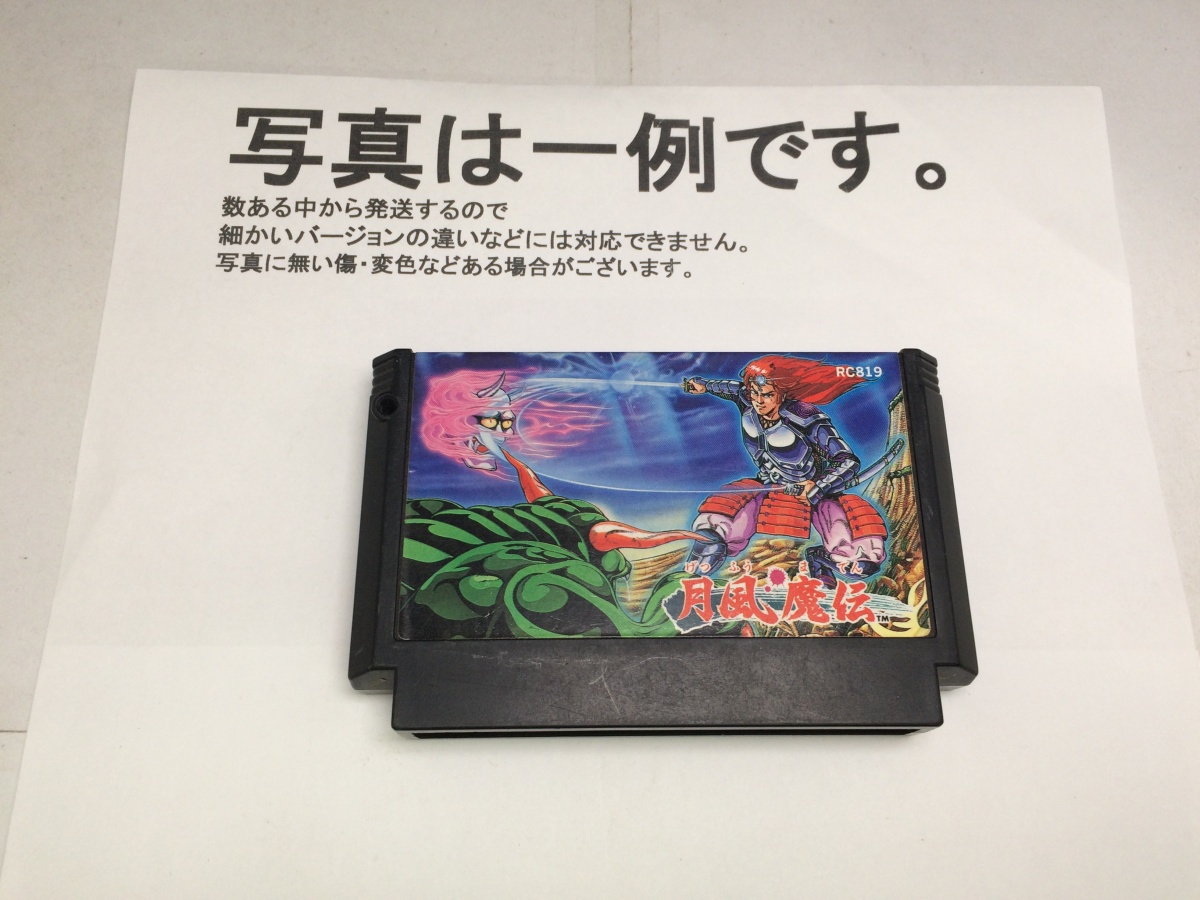 写真は一例です。
数ある中から発送するので
細かいバージョンの違いなどには対応できません。
写真に無い傷・変色などある場合がございます。
RC819
げつ ふう ま でん
月風魔伝™